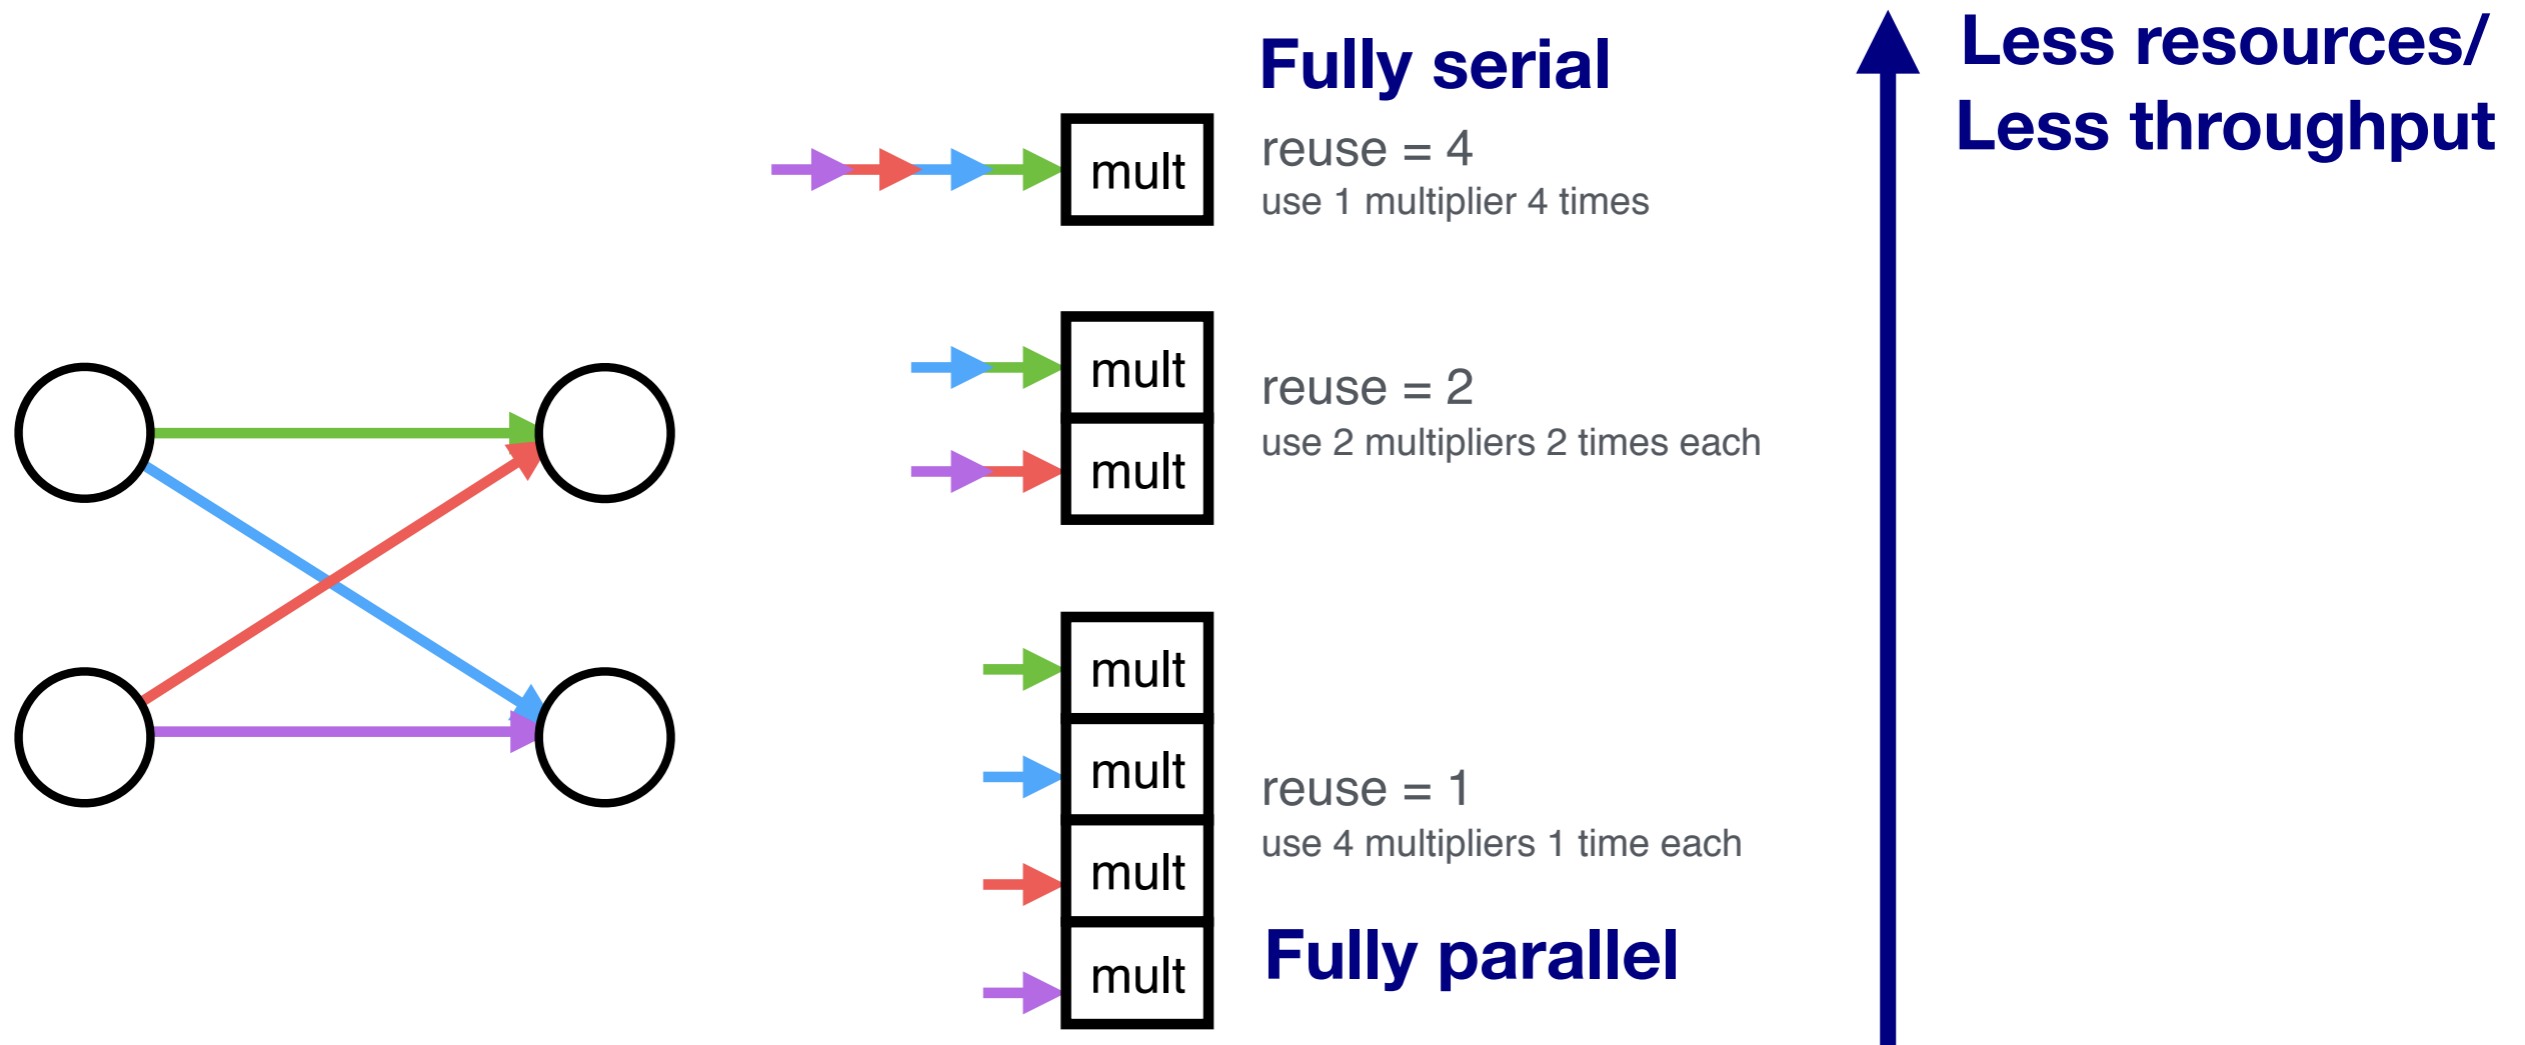 Fully serial
mult
reuse = 4
use 1 multiplier 4 times
mult
mult
reuse = 2
use 2 multipliers 2 times each
mult
mult
mult
mult
reuse = 1
use 4 multipliers 1 time each
Fully parallel
Less resources/
Less throughput